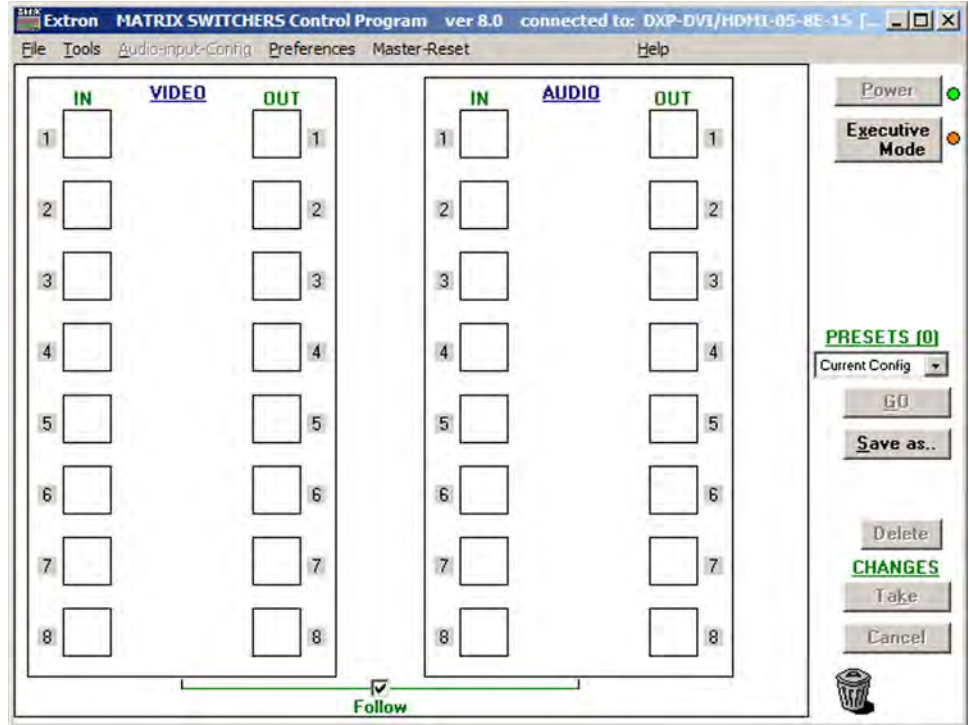 Extron MATRIX SWITCHERS Control Program ver 8.0 connected to: DXP-DVI/HDMI-05-8E-15 [...
File Tools Audio-input-Config Preferences Master-Reset Help
IN VIDEO OUT IN AUDIO OUT
1 1 1 1
2 2 2 2
3 3 3 3
4 4 4 4
5 5 5 5
6 6 6 6
7 7 7 7
8 8 8 8
Follow
Power
Executive
Mode
PRESETS [0]
Current Config
GO
Save as..
Delete
CHANGES
Take
Cancel